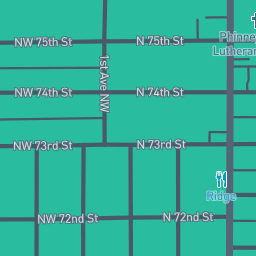 NW 75th St
N 75th St
Phinne
Lutheran
1st Ave NW
NW 74th St
N 74th St
NW 73rd St
N 73rd St
Ridge
NW 72nd St
N 72nd St